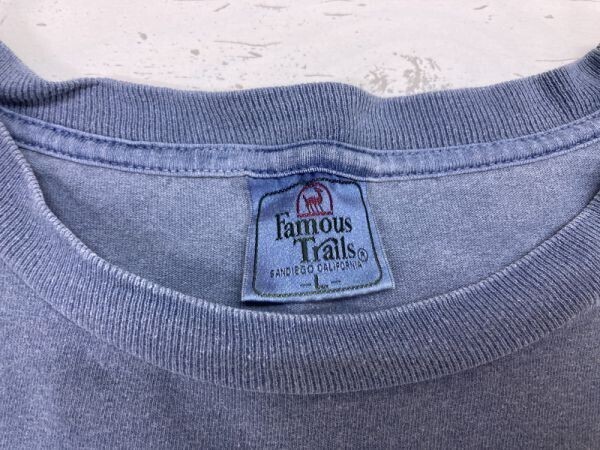 Famous
Trails®
SANDIEGO CALIFORNIA
-L-